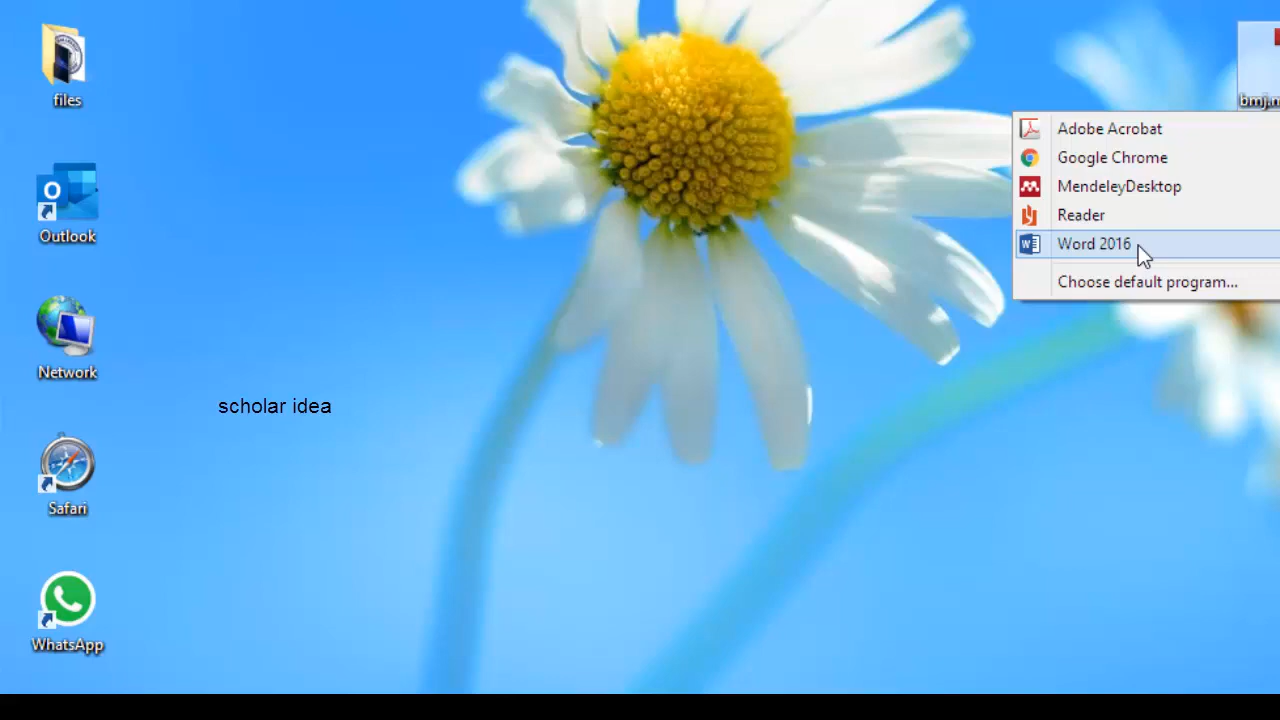 files
Outlook
Network
scholar idea
Safari
WhatsApp
Adobe Acrobat
Google Chrome
MendeleyDesktop
Reader
Word 2016
Choose default program...